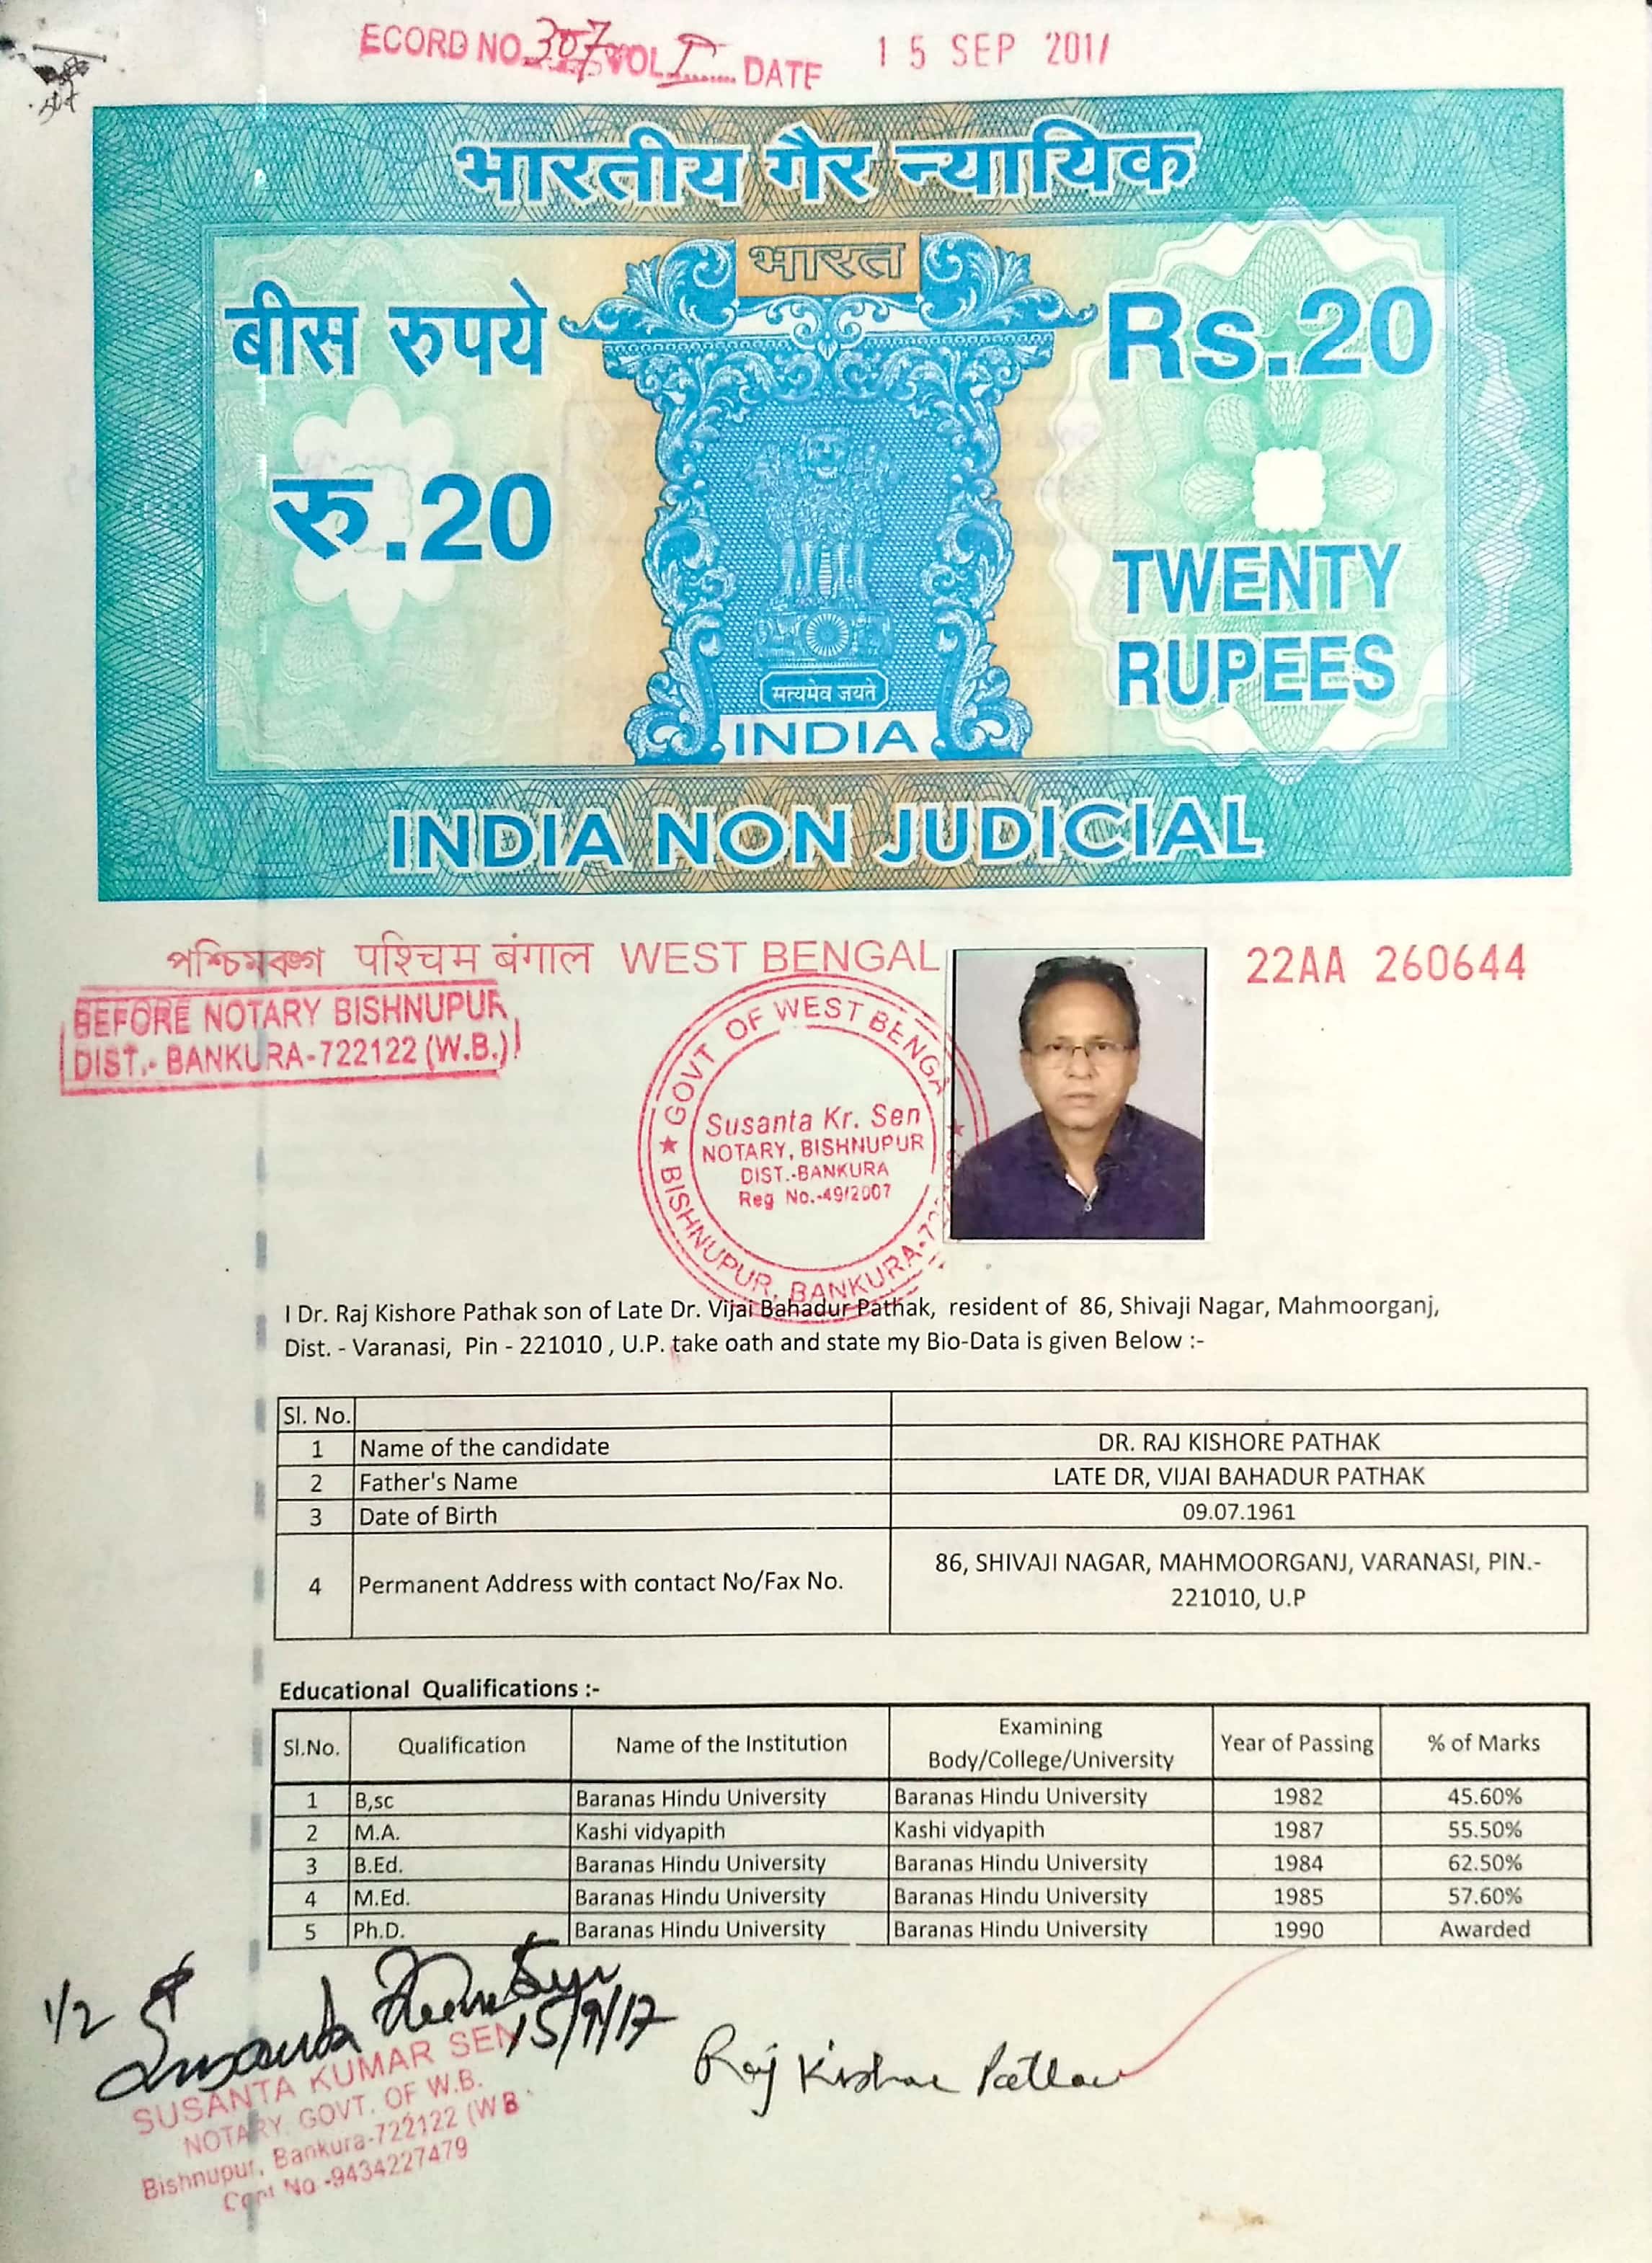 ECORD NO. 307 VOL I DATE 15 SEP 201
भारतीय गैर न्यायिक
भारत
बीस रुपये
Rs.20
रु.20
TWENTY
RUPEES
सत्यमेव जयते
INDIA
INDIA NON JUDICIAL
পশ্চিমবঙ্গ पश्चिम बंगाल WEST BENGAL
22AA 260644
BEFORE NOTARY BISHNUPUR
DIST.- BANKURA-722122 (W.B.)
GOVT OF WEST BENGA
Susanta Kr. Sen
NOTARY, BISHNUPUR
DIST.-BANKURA
Reg No.-49/2007
BISHNUPUR, BANKURA-72
I Dr. Raj Kishore Pathak son of Late Dr. Vijai Bahadur Pathak, resident of 86, Shivaji Nagar, Mahmoorganj,
Dist. - Varanasi, Pin - 221010 , U.P. take oath and state my Bio-Data is given Below :-
Sl. No.
1 Name of the candidate DR. RAJ KISHORE PATHAK
2 Father's Name LATE DR, VIJAI BAHADUR PATHAK
3 Date of Birth 09.07.1961
4 Permanent Address with contact No/Fax No. 86, SHIVAJI NAGAR, MAHMOORGANJ, VARANASI, PIN.-
221010, U.P
Educational Qualifications :-
Sl.No. Qualification Name of the Institution Examining Body/College/University Year of Passing % of Marks
1 B,sc Baranas Hindu University Baranas Hindu University 1982 45.60%
2 M.A. Kashi vidyapith Kashi vidyapith 1987 55.50%
3 B.Ed. Baranas Hindu University Baranas Hindu University 1984 62.50%
4 M.Ed. Baranas Hindu University Baranas Hindu University 1985 57.60%
5 Ph.D. Baranas Hindu University Baranas Hindu University 1990 Awarded
1/2
Susanta Kumar Sen
15/9/17
Raj Kishore Pathak
SUSANTA KUMAR SEN
NOTARY GOVT. OF W.B.
Bishnupur, Bankura-722122 (W B
Cont No -9434227479